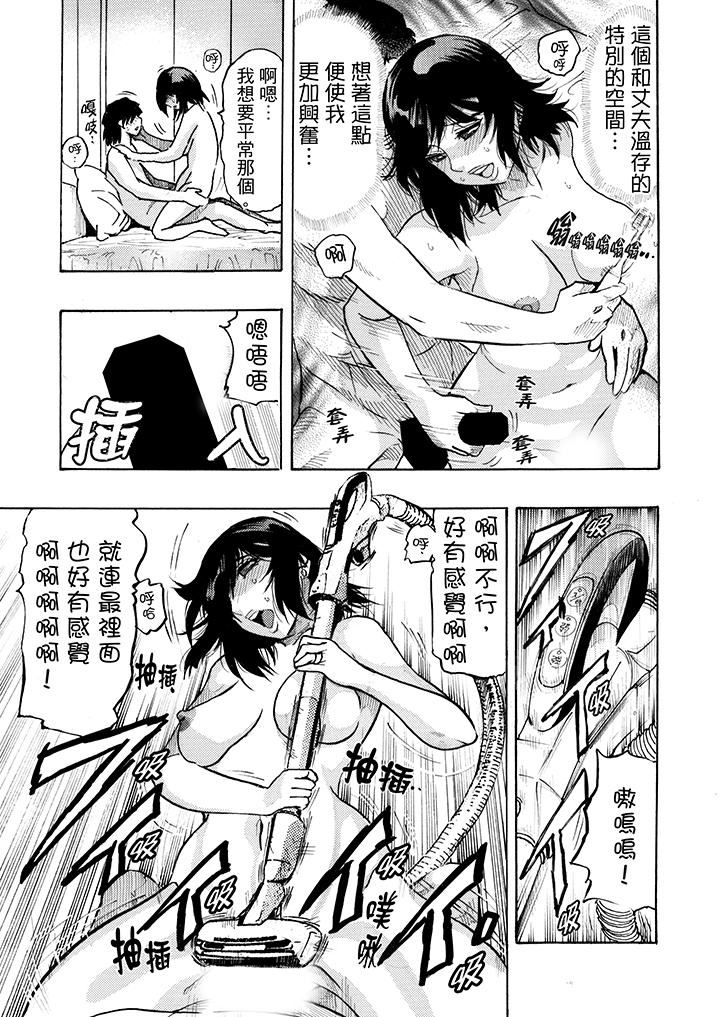 這個和丈夫溫存的
特別的空間…
呼
呼
想著這點
便使我
更加興奮…
啊
嗡
嗡嗡嗡嗡…
套弄
套弄
套弄
呼…
啊嗯…
我想要平常那個。
嘎吱…
呼…
嗯唔唔
插
吸
吸
吸
吸
吸
嗷嗚嗚！
啊啊不行，
好有感覺啊啊
呼…
呼哈
就連最裡面
也好有感覺
啊啊啊啊啊！
抽插…
抽插…
吸
吸
吸
噗
啾
抽插
吸